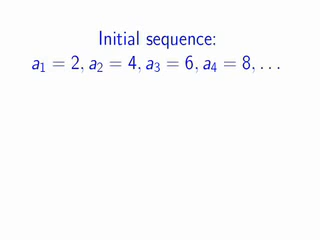 Initial sequence:
a₁ = 2, a₂ = 4, a₃ = 6, a₄ = 8, . . .